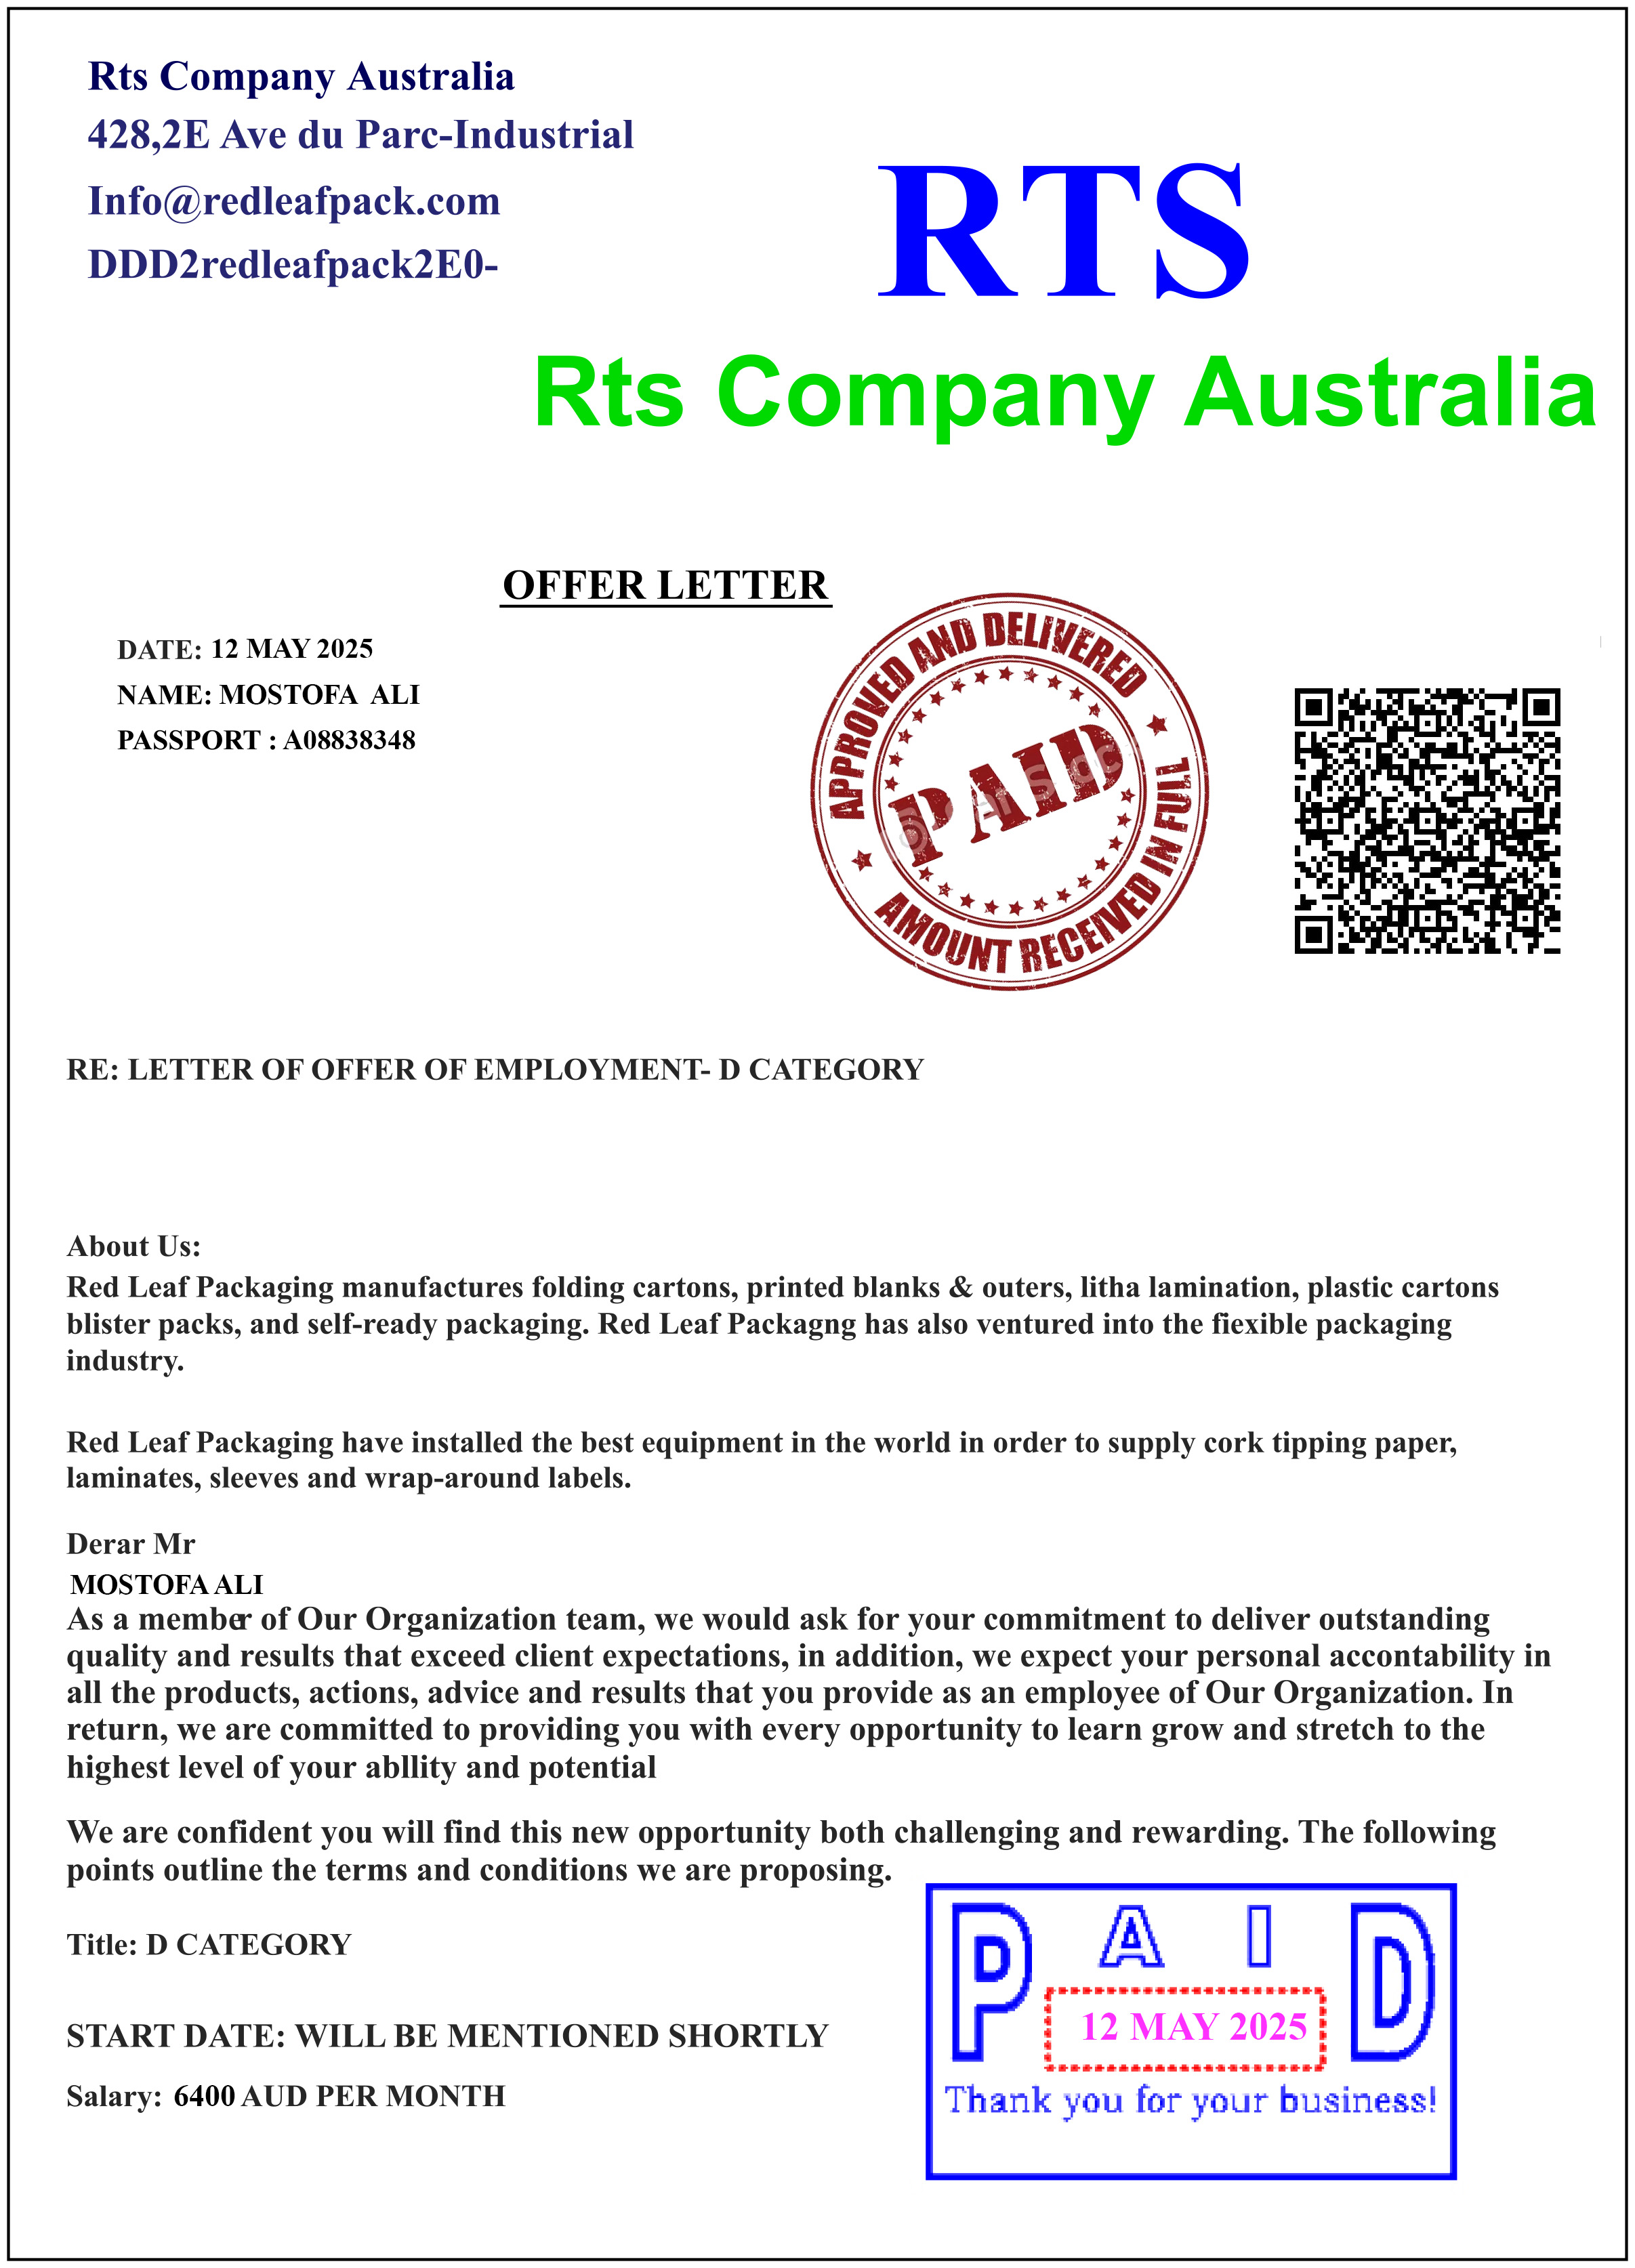 Rts Company Australia
428,2E Ave du Parc-Industrial
Info@redleafpack.com
DDD2redleafpack2E0-
RTS
Rts Company Australia
OFFER LETTER
DATE: 12 MAY 2025
NAME: MOSTOFA ALI
PASSPORT : A08838348
APPROVED AND DELIVERED
PAID
AMOUNT RECEIVED IN FULL
RE: LETTER OF OFFER OF EMPLOYMENT- D CATEGORY
About Us:
Red Leaf Packaging manufactures folding cartons, printed blanks & outers, litha lamination, plastic cartons
blister packs, and self-ready packaging. Red Leaf Packagng has also ventured into the fiexible packaging
industry.
Red Leaf Packaging have installed the best equipment in the world in order to supply cork tipping paper,
laminates, sleeves and wrap-around labels.
Derar Mr
MOSTOFA ALI
As a member of Our Organization team, we would ask for your commitment to deliver outstanding
quality and results that exceed client expectations, in addition, we expect your personal accontability in
all the products, actions, advice and results that you provide as an employee of Our Organization. In
return, we are committed to providing you with every opportunity to learn grow and stretch to the
highest level of your abllity and potential
We are confident you will find this new opportunity both challenging and rewarding. The following
points outline the terms and conditions we are proposing.
Title: D CATEGORY
START DATE: WILL BE MENTIONED SHORTLY
Salary: 6400 AUD PER MONTH
PAID
12 MAY 2025
Thank you for your business!